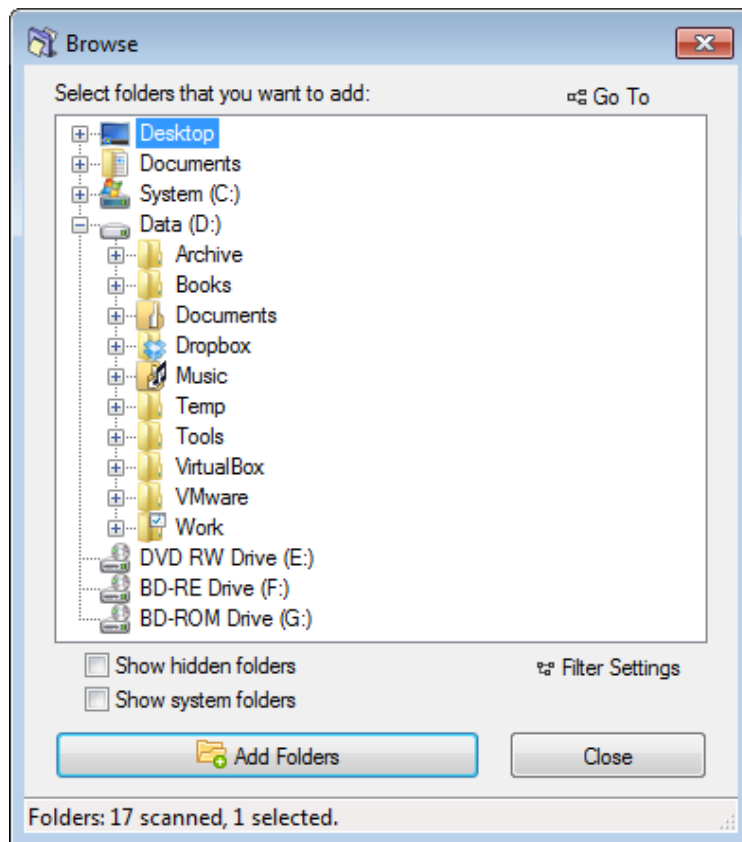 Browse
Select folders that you want to add: Go To
Desktop
Documents
System (C:)
Data (D:)
Archive
Books
Documents
Dropbox
Music
Temp
Tools
VirtualBox
VMware
Work
DVD RW Drive (E:)
BD-RE Drive (F:)
BD-ROM Drive (G:)
Show hidden folders Filter Settings
Show system folders
Add Folders Close
Folders: 17 scanned, 1 selected.